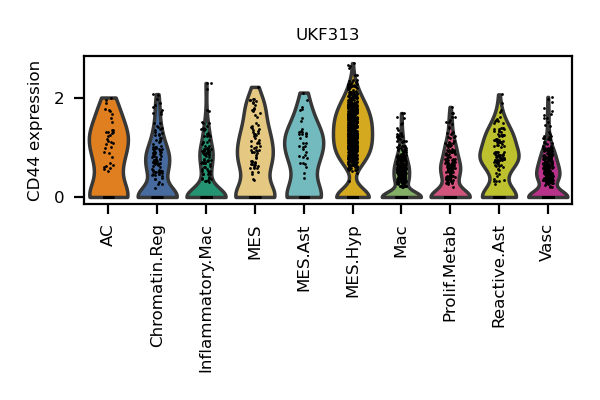 UKF313
CD44 expression
2
0
AC
Chromatin.Reg
Inflammatory.Mac
MES
MES.Ast
MES.Hyp
Mac
Prolif.Metab
Reactive.Ast
Vasc